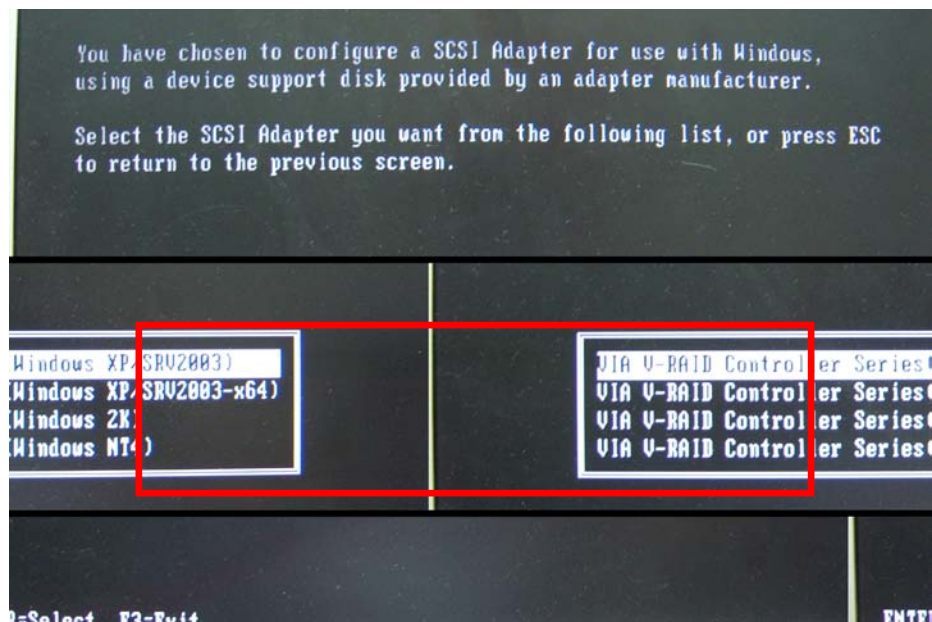 You have chosen to configure a SCSI Adapter for use with Windows,
using a device support disk provided by an adapter manufacturer.
Select the SCSI Adapter you want from the following list, or press ESC
to return to the previous screen.
Windows XP/SRV2003)
(Windows XP/SRV2003-x64)
(Windows 2K)
(Windows NT4)
VIA V-RAID Controller Series
VIA V-RAID Controller Series(
VIA V-RAID Controller Series(
VIA V-RAID Controller Series(
=Select F3=Exit